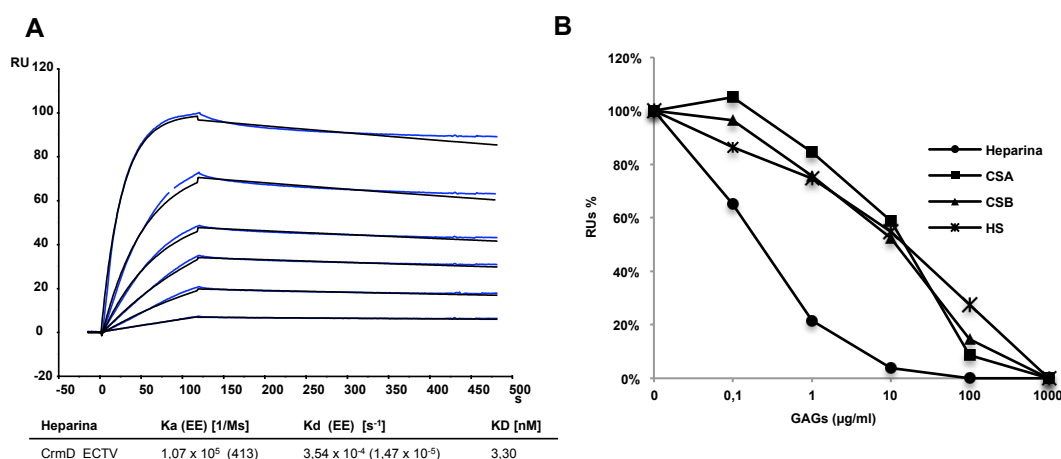 A
RU
120
100
80
60
40
20
0
-20
-50 0 50 100 150 200 250 300 350 400 450 500
s
Heparina Ka (EE) [1/Ms] Kd (EE) [s-1] KD [nM]
CrmD ECTV 1,07 x 10⁵ (413) 3,54 x 10⁻⁴ (1,47 x 10⁻⁵) 3,30
B
120%
100%
80%
60%
40%
20%
0%
RUs %
0 0,1 1 10 100 1000
GAGs (µg/ml)
Heparina
CSA
CSB
HS